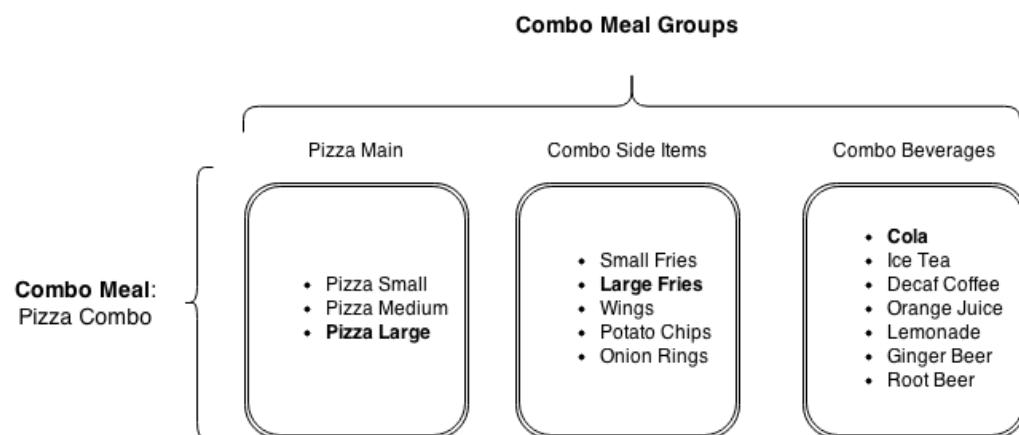 Combo Meal Groups
Pizza Main
Combo Side Items
Combo Beverages
Combo Meal:
Pizza Combo
Pizza Small
Pizza Medium
Pizza Large
Small Fries
Large Fries
Wings
Potato Chips
Onion Rings
Cola
Ice Tea
Decaf Coffee
Orange Juice
Lemonade
Ginger Beer
Root Beer